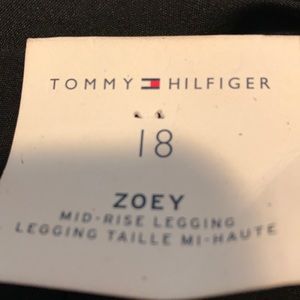 TOMMY HILFIGER
18
ZOEY
MID-RISE LEGGING
LEGGING TAILLE MI-HAUTE